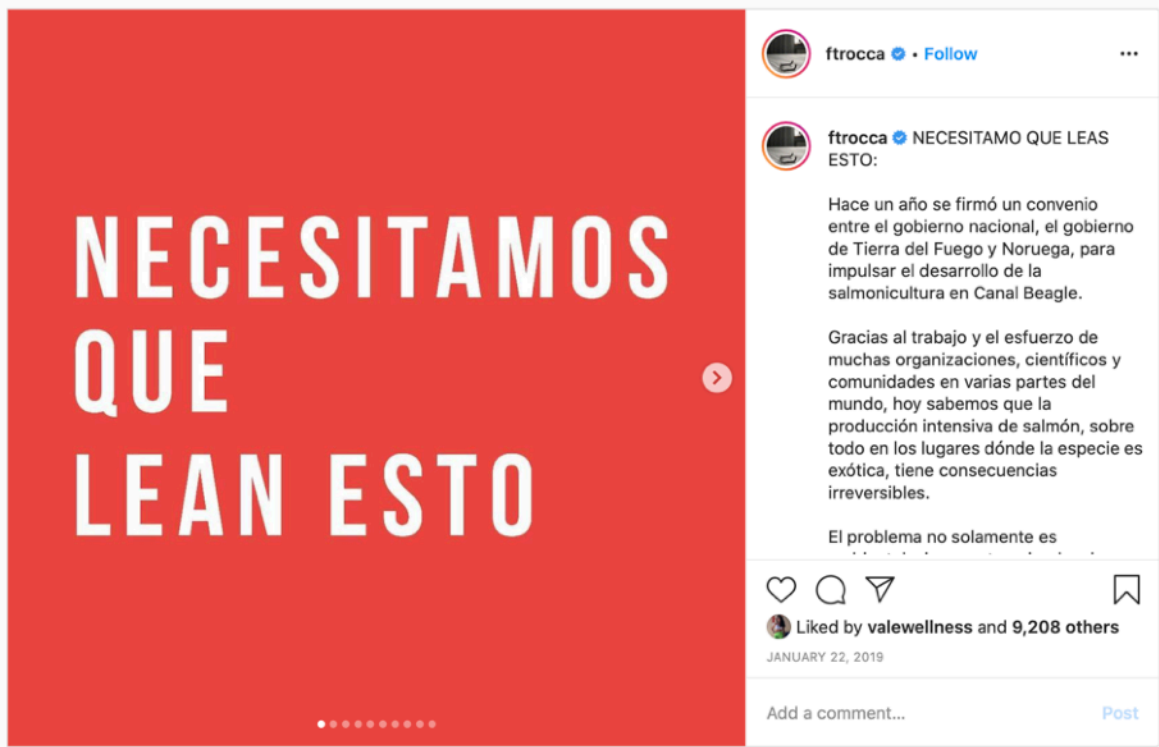 NECESITAMOS
QUE
LEAN ESTO
ftrocca • Follow
ftrocca NECESITAMO QUE LEAS
ESTO:
Hace un año se firmó un convenio
entre el gobierno nacional, el gobierno
de Tierra del Fuego y Noruega, para
impulsar el desarrollo de la
salmonicultura en Canal Beagle.
Gracias al trabajo y el esfuerzo de
muchas organizaciones, científicos y
comunidades en varias partes del
mundo, hoy sabemos que la
producción intensiva de salmón, sobre
todo en los lugares dónde la especie es
exótica, tiene consecuencias
irreversibles.
El problema no solamente es
Liked by valewellness and 9,208 others
JANUARY 22, 2019
Add a comment...
Post